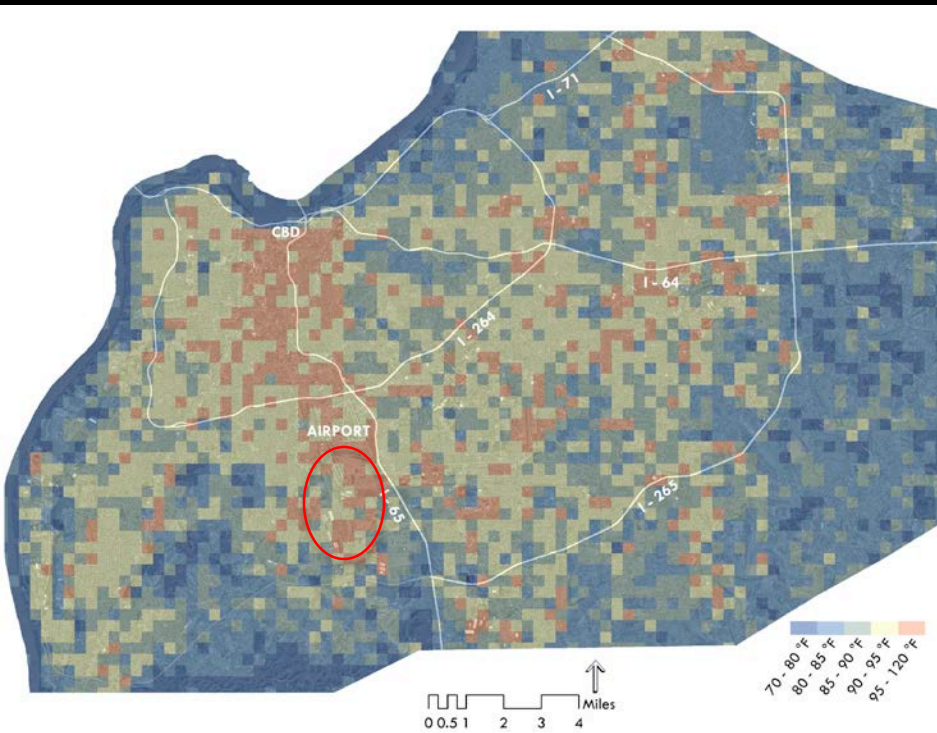 I - 71
CBD
I - 64
I - 264
AIRPORT
I - 65
I - 265
70 - 80 °F
80 - 85 °F
85 - 90 °F
90 - 95 °F
95 - 120 °F
Miles
0 0.5 1 2 3 4